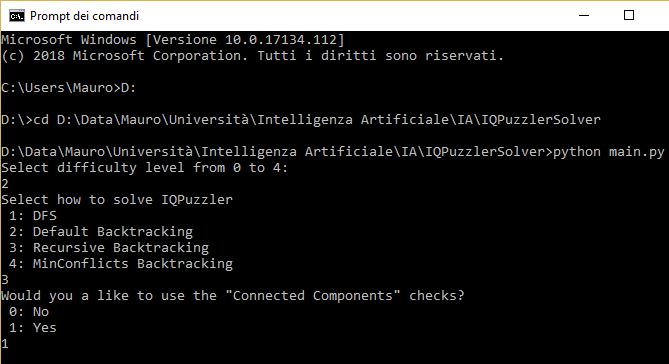 Prompt dei comandi
Microsoft Windows [Versione 10.0.17134.112]
(c) 2018 Microsoft Corporation. Tutti i diritti sono riservati.
C:\Users\Mauro>D:
D:\>cd D:\Data\Mauro\Università\Intelligenza Artificiale\IA\IQPuzzlerSolver
D:\Data\Mauro\Università\Intelligenza Artificiale\IA\IQPuzzlerSolver>python main.py
Select difficulty level from 0 to 4:
2
Select how to solve IQPuzzler
1: DFS
2: Default Backtracking
3: Recursive Backtracking
4: MinConflicts Backtracking
3
Would you a like to use the "Connected Components" checks?
0: No
1: Yes
1